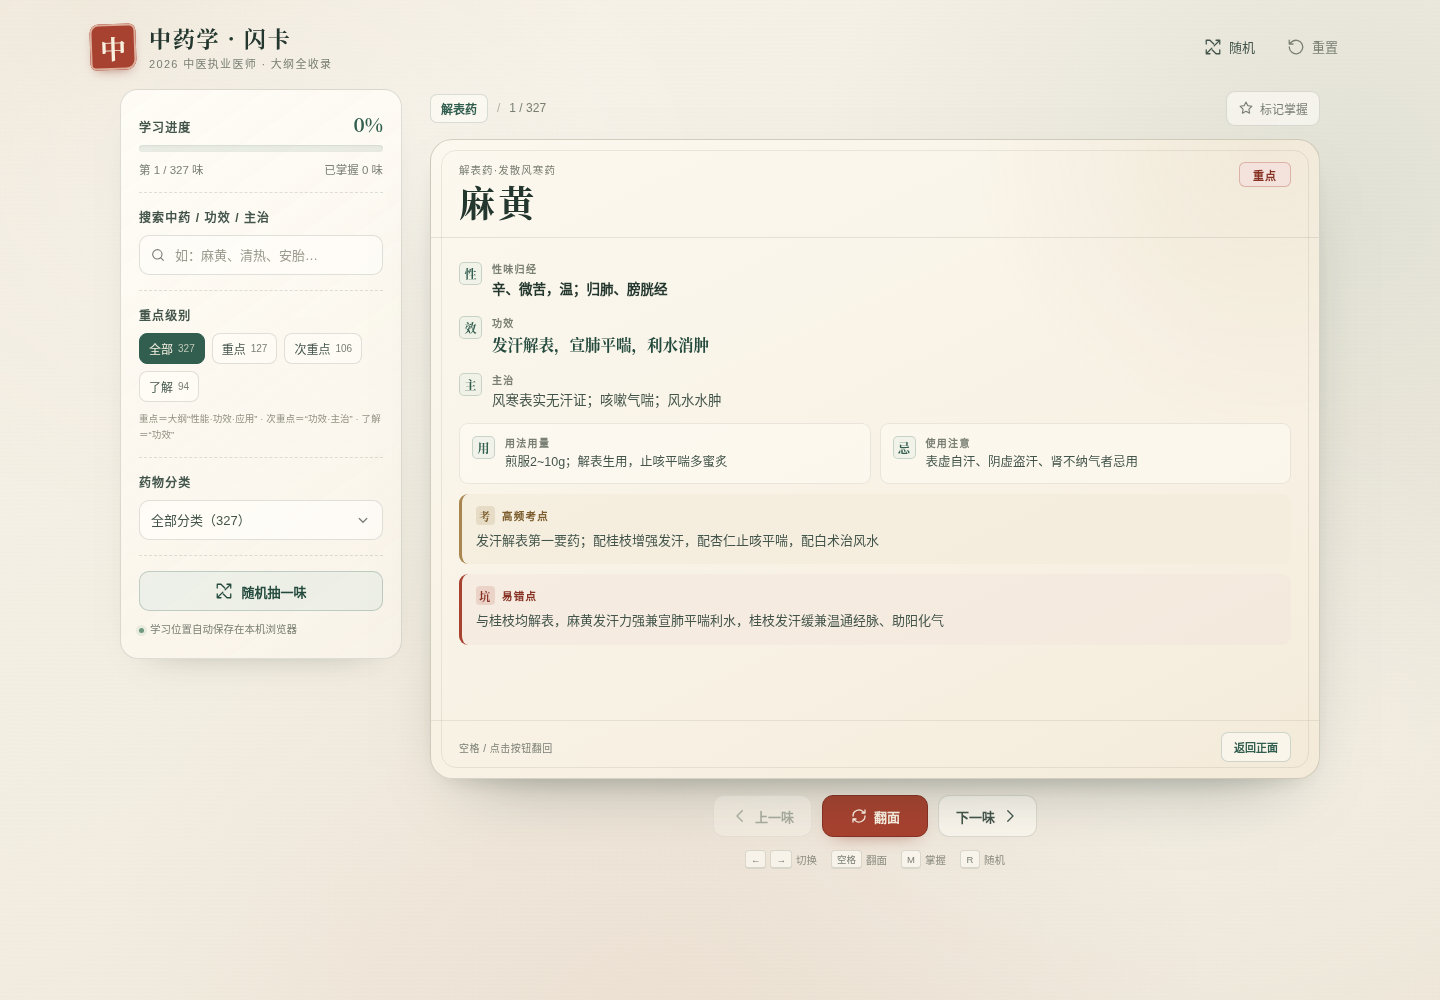 中
中药学 · 闪卡
2026 中医执业医师 · 大纲全收录
随机
重置
学习进度
0%
第 1 / 327 味
已掌握 0 味
搜索中药 / 功效 / 主治
如：麻黄、清热、安胎…
重点级别
全部 327
重点 127
次重点 106
了解 94
重点＝大纲“性能·功效·应用” · 次重点＝“功效·主治” · 了解
＝“功效”
药物分类
全部分类（327）
随机抽一味
学习位置自动保存在本机浏览器
解表药 / 1 / 327
标记掌握
解表药·发散风寒药
麻黄
重点
性
性味归经
辛、微苦，温；归肺、膀胱经
效
功效
发汗解表，宣肺平喘，利水消肿
主
主治
风寒表实无汗证；咳嗽气喘；风水水肿
用
用法用量
煎服2~10g；解表生用，止咳平喘多蜜炙
忌
使用注意
表虚自汗、阴虚盗汗、肾不纳气者忌用
考 高频考点
发汗解表第一要药；配桂枝增强发汗，配杏仁止咳平喘，配白术治风水
坑 易错点
与桂枝均解表，麻黄发汗力强兼宣肺平喘利水，桂枝发汗缓兼温通经脉、助阳化气
空格 / 点击按钮翻回
返回正面
上一味
翻面
下一味
← → 切换 空格 翻面 M 掌握 R 随机